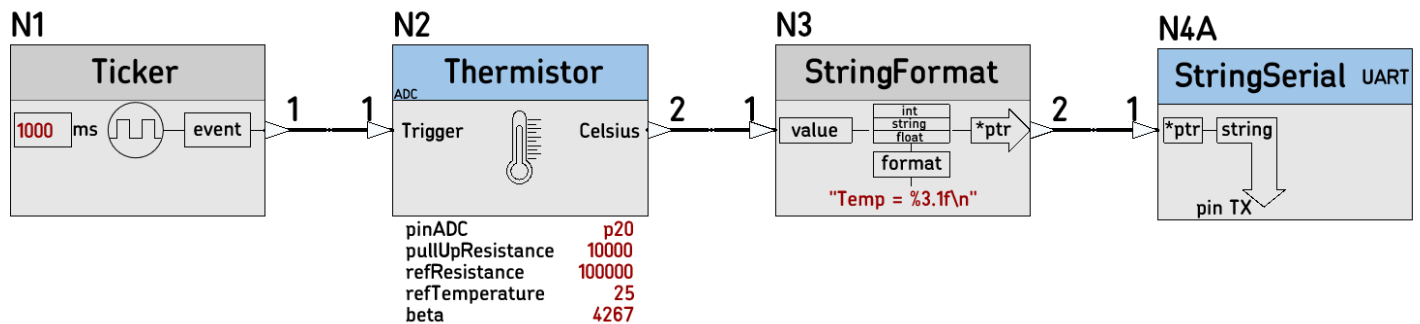 N1
Ticker
1000 ms
event
1
N2
Thermistor
ADC
1
Trigger
Celsius
2
pinADC p20
pullUpResistance 10000
refResistance 100000
refTemperature 25
beta 4267
N3
StringFormat
1
value
int
string
float
*ptr
format
"Temp = %3.1f\n"
2
N4A
StringSerial UART
1
*ptr
string
pin TX